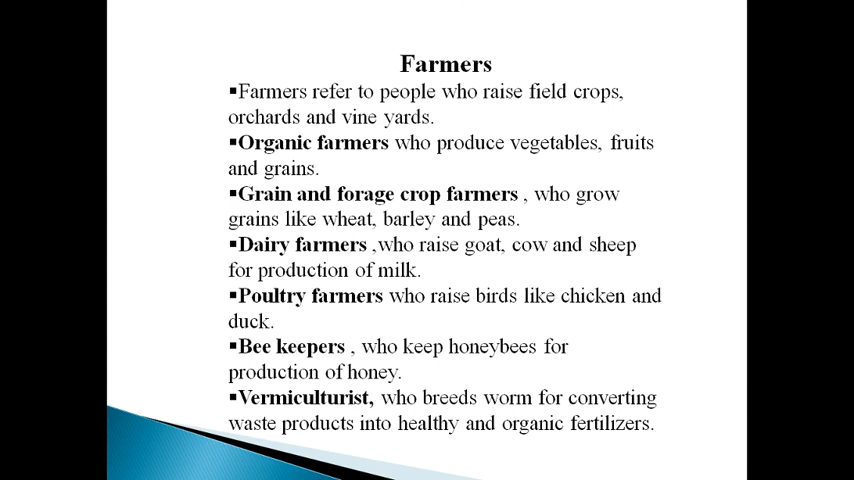 Farmers
▪Farmers refer to people who raise field crops,
orchards and vine yards.
▪Organic farmers who produce vegetables, fruits
and grains.
▪Grain and forage crop farmers , who grow
grains like wheat, barley and peas.
▪Dairy farmers ,who raise goat, cow and sheep
for production of milk.
▪Poultry farmers who raise birds like chicken and
duck.
▪Bee keepers , who keep honeybees for
production of honey.
▪Vermiculturist, who breeds worm for converting
waste products into healthy and organic fertilizers.